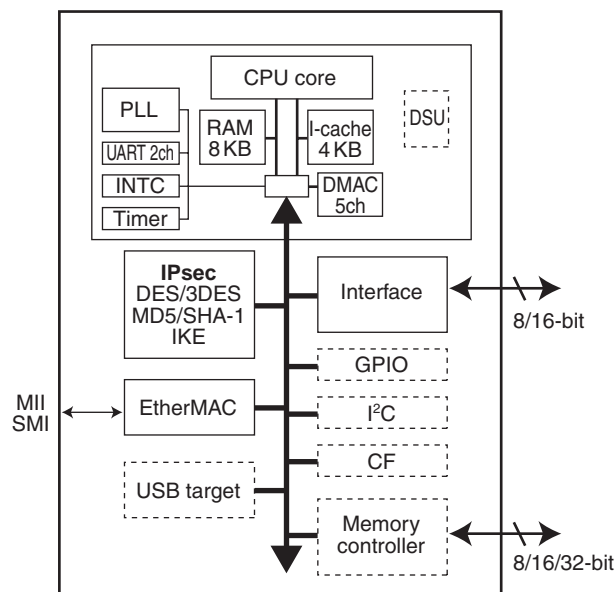 CPU core
PLL
RAM
8 KB
I-cache
4 KB
DSU
UART 2ch
INTC
DMAC
5ch
Timer
IPsec
DES/3DES
MD5/SHA-1
IKE
Interface
8/16-bit
GPIO
MII
SMI
EtherMAC
I²C
CF
USB target
Memory
controller
8/16/32-bit